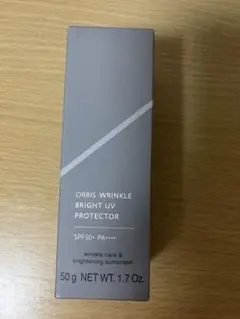 ORBIS WRINKLE
BRIGHT UV
PROTECTOR
SPF50+ PA++++
wrinkle care &
brightening sunscreen
50g NET WT. 1.7 Oz.